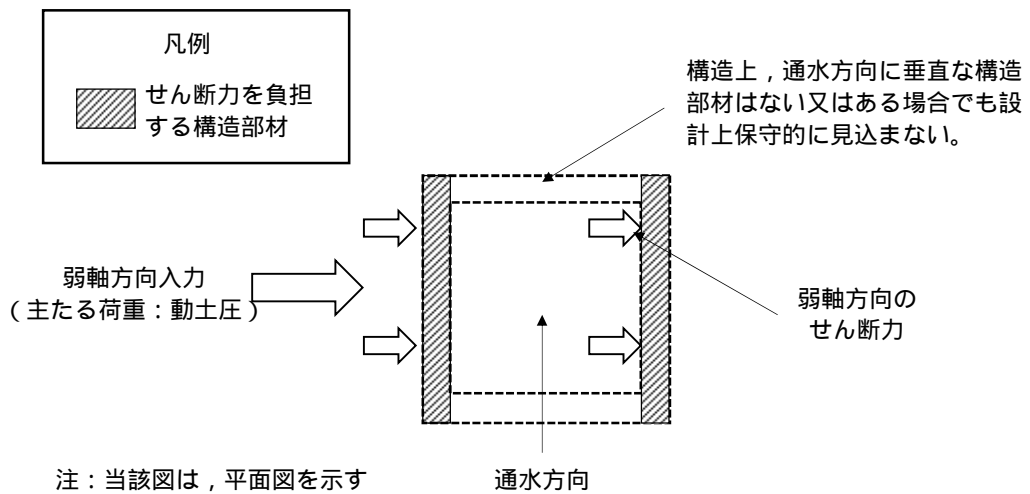 凡例
せん断力を負担
する構造部材
構造上，通水方向に垂直な構造
部材はない又はある場合でも設
計上保守的に見込まない。
弱軸方向入力
（主たる荷重：動土圧）
弱軸方向の
せん断力
注：当該図は，平面図を示す
通水方向